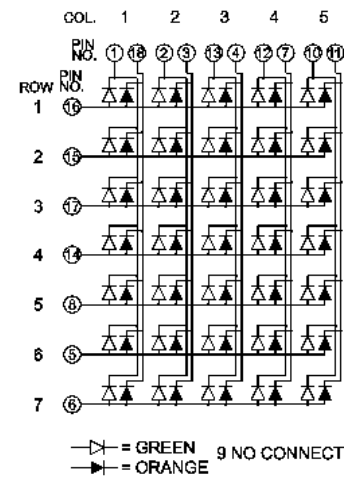 COL. 1 2 3 4 5
PIN NO. 1 18 2 3 13 4 12 7 10 11
ROW PIN NO.
1 16
2 15
3 17
4 14
5 8
6 5
7 6
= GREEN 9 NO CONNECT
= ORANGE